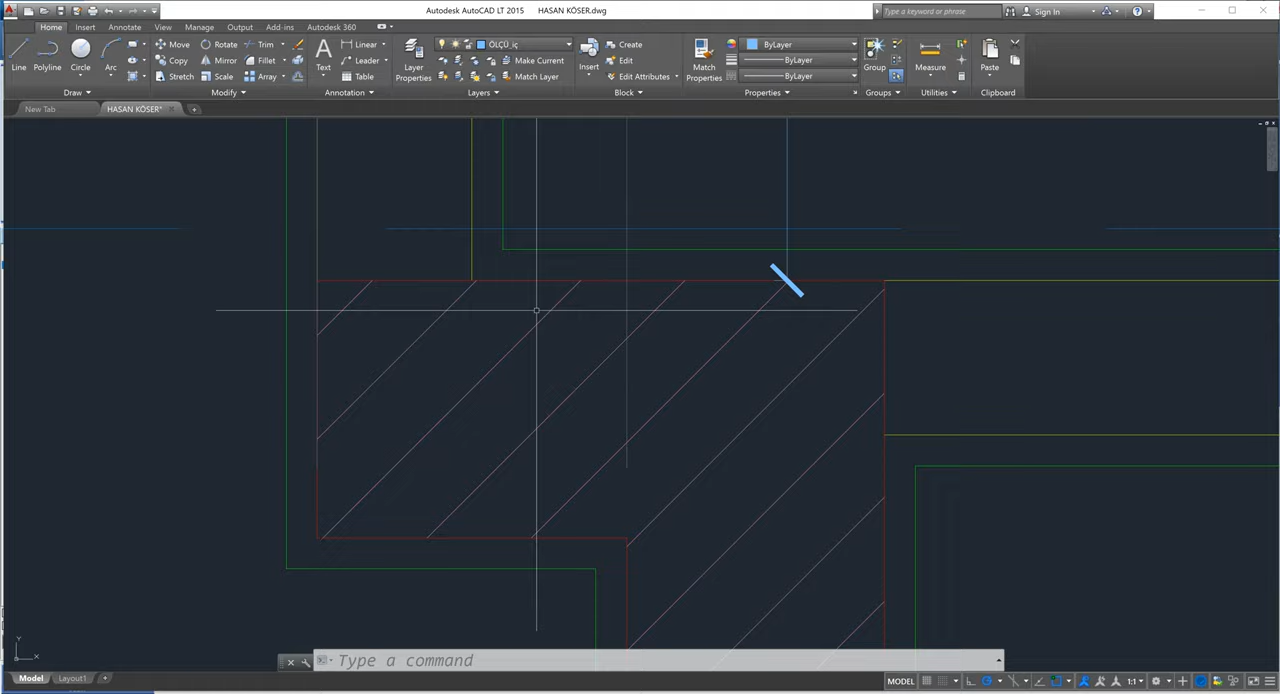 Autodesk AutoCAD LT 2015 HASAN KÖSER.dwg
Type a keyword or phrase
Sign In
Home Insert Annotate View Manage Output Add-ins Autodesk 360
Line
Polyline
Circle
Arc
Move Rotate Trim
Copy Mirror Fillet
Stretch Scale Array
Text
Linear
Leader
Table
Layer
Properties
ÖLÇÜ_iç
Make Current
Match Layer
Insert
Create
Edit
Edit Attributes
Match
Properties
ByLayer
ByLayer
ByLayer
Group
Measure
Paste
Draw Modify Annotation Layers Block Properties Groups Utilities Clipboard
New Tab HASAN KÖSER*
Y
X
Type a command
Model Layout1
MODEL 1:1